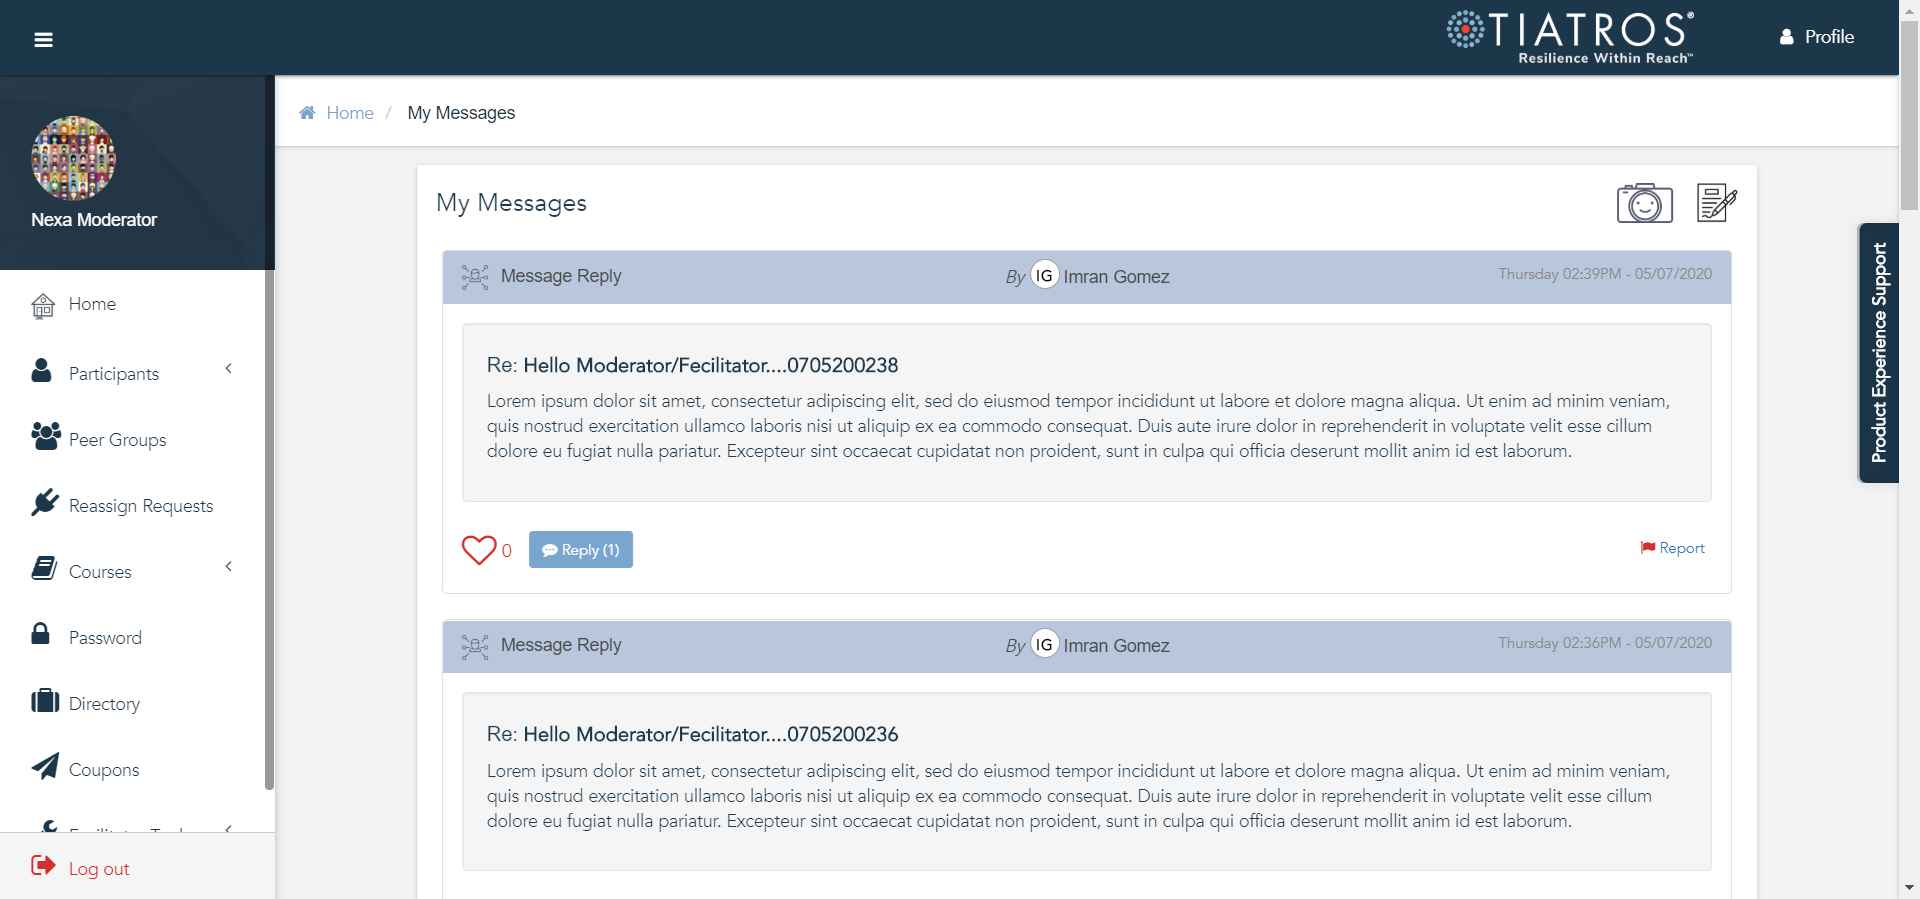 TIATROS®
Resilience Within Reach™
Profile
Nexa Moderator
Home
Participants
Peer Groups
Reassign Requests
Courses
Password
Directory
Coupons
Log out
Home / My Messages
My Messages
Message Reply By IG Imran Gomez Thursday 02:39PM - 05/07/2020
Re: Hello Moderator/Fecilitator....0705200238
Lorem ipsum dolor sit amet, consectetur adipiscing elit, sed do eiusmod tempor incididunt ut labore et dolore magna aliqua. Ut enim ad minim veniam,
quis nostrud exercitation ullamco laboris nisi ut aliquip ex ea commodo consequat. Duis aute irure dolor in reprehenderit in voluptate velit esse cillum
dolore eu fugiat nulla pariatur. Excepteur sint occaecat cupidatat non proident, sunt in culpa qui officia deserunt mollit anim id est laborum.
0 Reply (1) Report
Message Reply By IG Imran Gomez Thursday 02:36PM - 05/07/2020
Re: Hello Moderator/Fecilitator....0705200236
Lorem ipsum dolor sit amet, consectetur adipiscing elit, sed do eiusmod tempor incididunt ut labore et dolore magna aliqua. Ut enim ad minim veniam,
quis nostrud exercitation ullamco laboris nisi ut aliquip ex ea commodo consequat. Duis aute irure dolor in reprehenderit in voluptate velit esse cillum
dolore eu fugiat nulla pariatur. Excepteur sint occaecat cupidatat non proident, sunt in culpa qui officia deserunt mollit anim id est laborum.
Product Experience Support